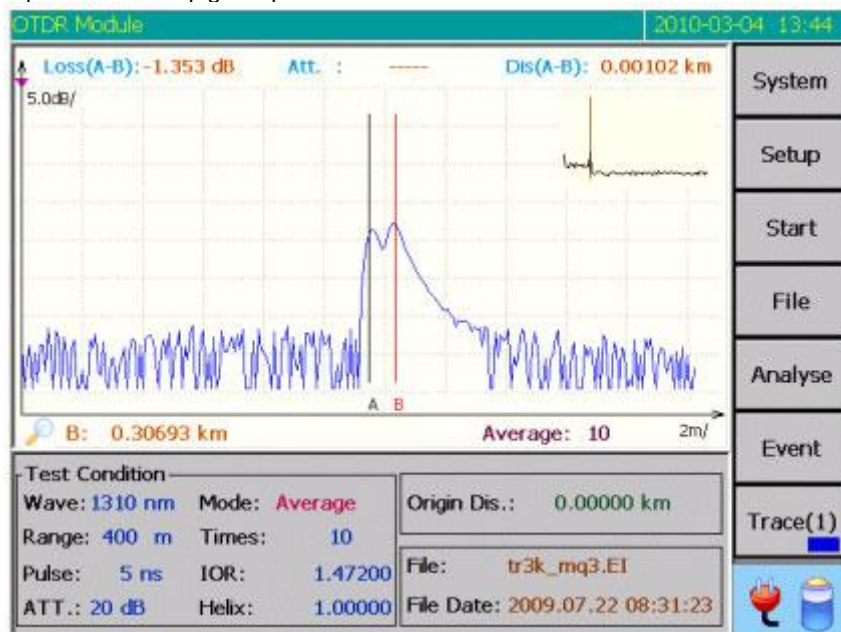 OTDR Module 2010-03-04 13:44
Loss(A-B):-1.353 dB Att. : ----- Dis(A-B): 0.00102 km
5.0dB/
A B
B: 0.30693 km Average: 10 2m/
Test Condition
Wave: 1310 nm Mode: Average
Range: 400 m Times: 10
Pulse: 5 ns IOR: 1.47200
ATT.: 20 dB Helix: 1.00000
Origin Dis.: 0.00000 km
File: tr3k_mq3.EI
File Date: 2009.07.22 08:31:23
System
Setup
Start
File
Analyse
Event
Trace(1)